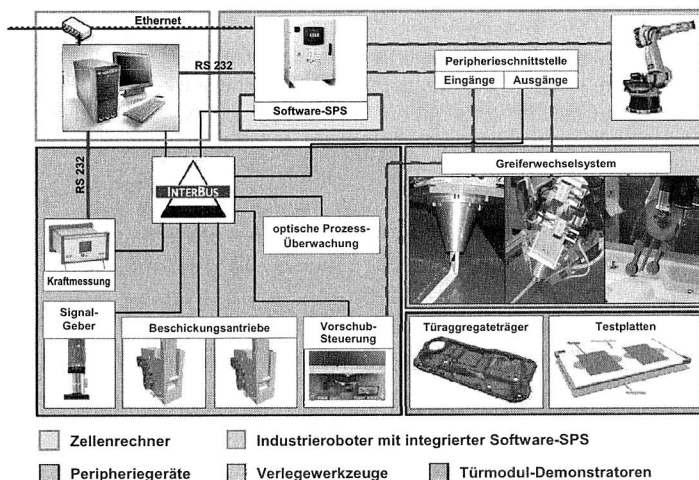 Ethernet
RS 232
Software-SPS
Peripherieschnittstelle
Eingänge Ausgänge
RS 232
INTERBUS
Greiferwechselsystem
optische Prozess-
Überwachung
Kraftmessung
Signal-
Geber
Beschickungsantriebe
Vorschub-
Steuerung
Türaggregateträger
Testplatten
Zellenrechner
Industrieroboter mit integrierter Software-SPS
Peripheriegeräte
Verlegewerkzeuge
Türmodul-Demonstratoren